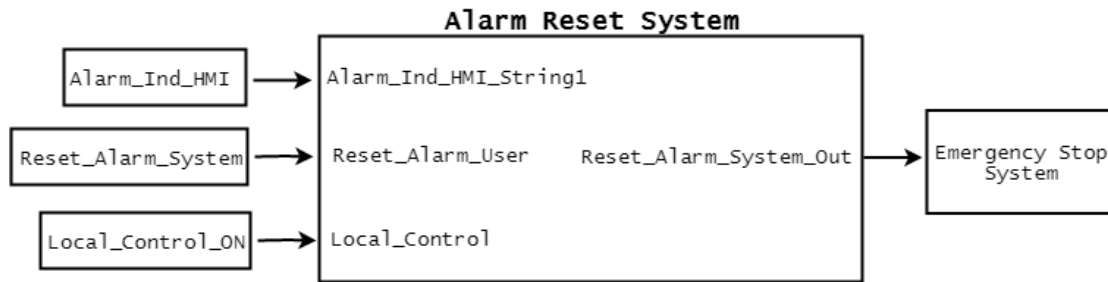 Alarm Reset System
Alarm_Ind_HMI
Alarm_Ind_HMI_String1
Reset_Alarm_System
Reset_Alarm_User
Reset_Alarm_System_Out
Emergency Stop
System
Local_Control_ON
Local_Control